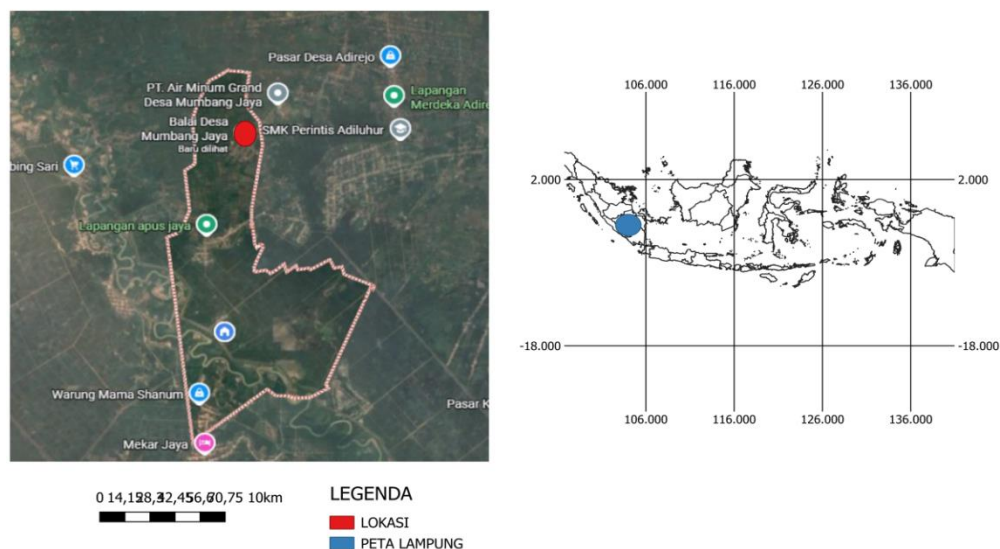 Pasar Desa Adirejo
PT. Air Minum Grand
Desa Mumbang Jaya
Lapangan
Merdeka Adire
Balai Desa
Mumbang Jaya
Baru dilihat
SMK Perintis Adiluhur
bing Sari
Lapangan apus jaya
Warung Mama Shanum
Pasar K
Mekar Jaya
106.000 116.000 126.000 136.000
2.000 2.000
-18.000 -18.000
106.000 116.000 126.000 136.000
10km
LEGENDA
LOKASI
PETA LAMPUNG